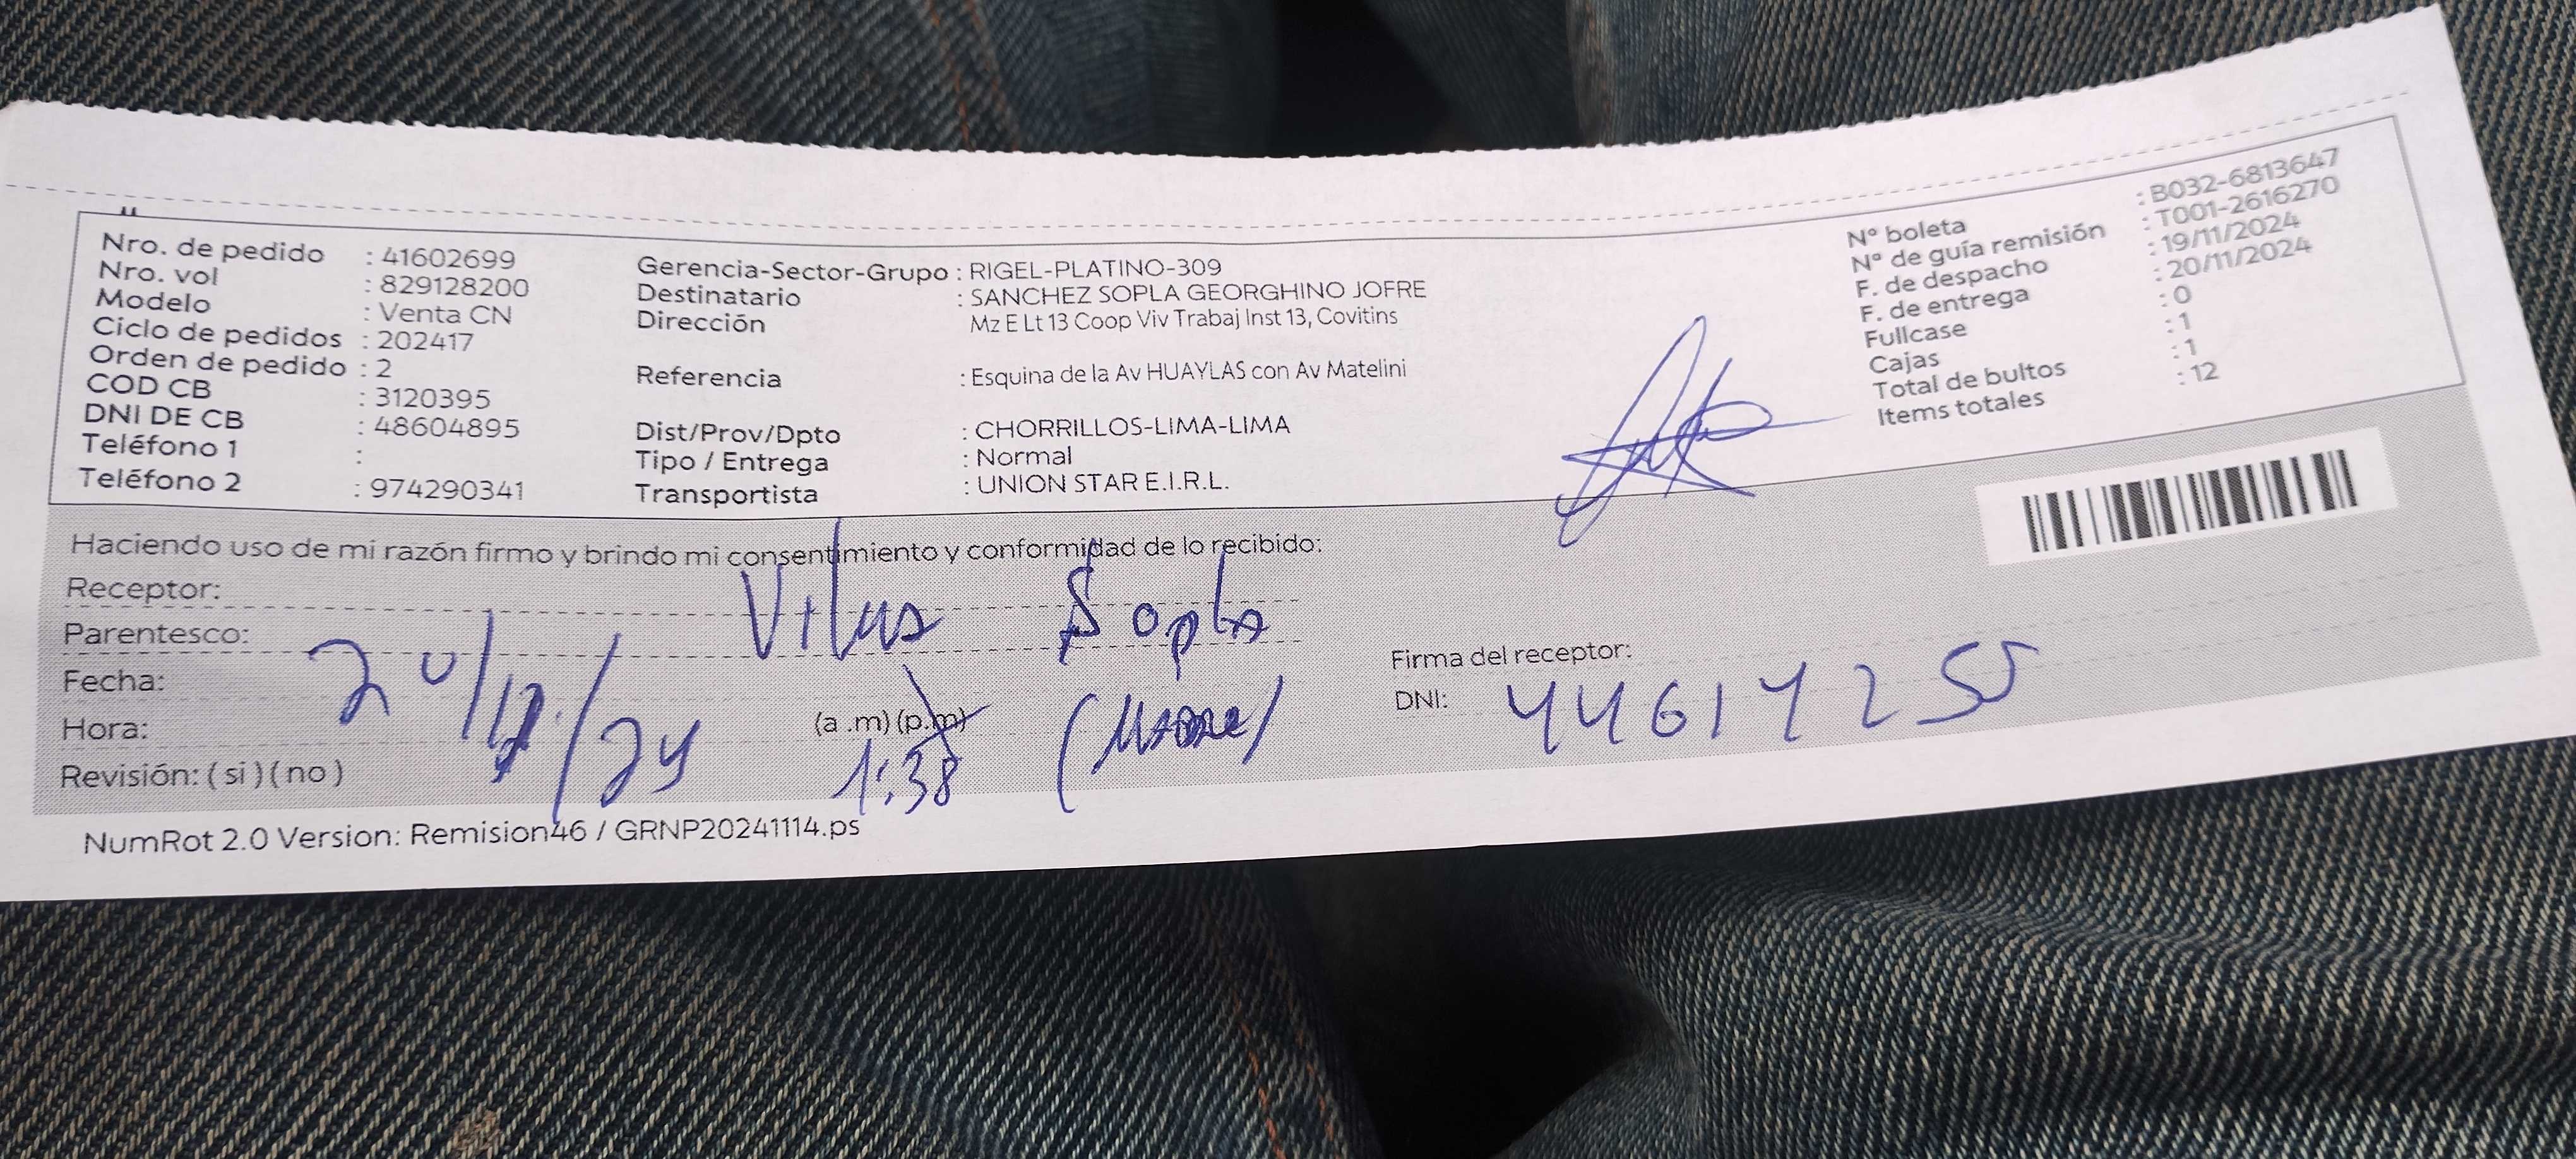 Nro. de pedido : 41602699
Nro. vol : 829128200
Modelo : Venta CN
Ciclo de pedidos : 202417
Orden de pedido : 2
COD CB : 3120395
DNI DE CB : 48604895
Teléfono 1 :
Teléfono 2 : 974290341
Gerencia-Sector-Grupo : RIGEL-PLATINO-309
Destinatario : SANCHEZ SOPLA GEORGHINO JOFRE
Dirección Mz E Lt 13 Coop Viv Trabaj Inst 13, Covitins
Referencia : Esquina de la Av HUAYLAS con Av Matelini
Dist/Prov/Dpto : CHORRILLOS-LIMA-LIMA
Tipo / Entrega : Normal
Transportista : UNION STAR E.I.R.L.
Nº boleta : B032-6813647
Nº de guía remisión : T001-2616270
F. de despacho : 19/11/2024
F. de entrega : 20/11/2024
Fullcase : 0
Cajas : 1
Total de bultos : 1
Items totales : 12
Haciendo uso de mi razón firmo y brindo mi consentimiento y conformidad de lo recibido:
Receptor: Sopla
Parentesco:
Fecha:
Hora: (a .m) (p.m)
1:38
Revisión: ( si ) ( no )
Firma del receptor:
DNI: 44614255
NumRot 2.0 Version: Remision46 / GRNP20241114.ps